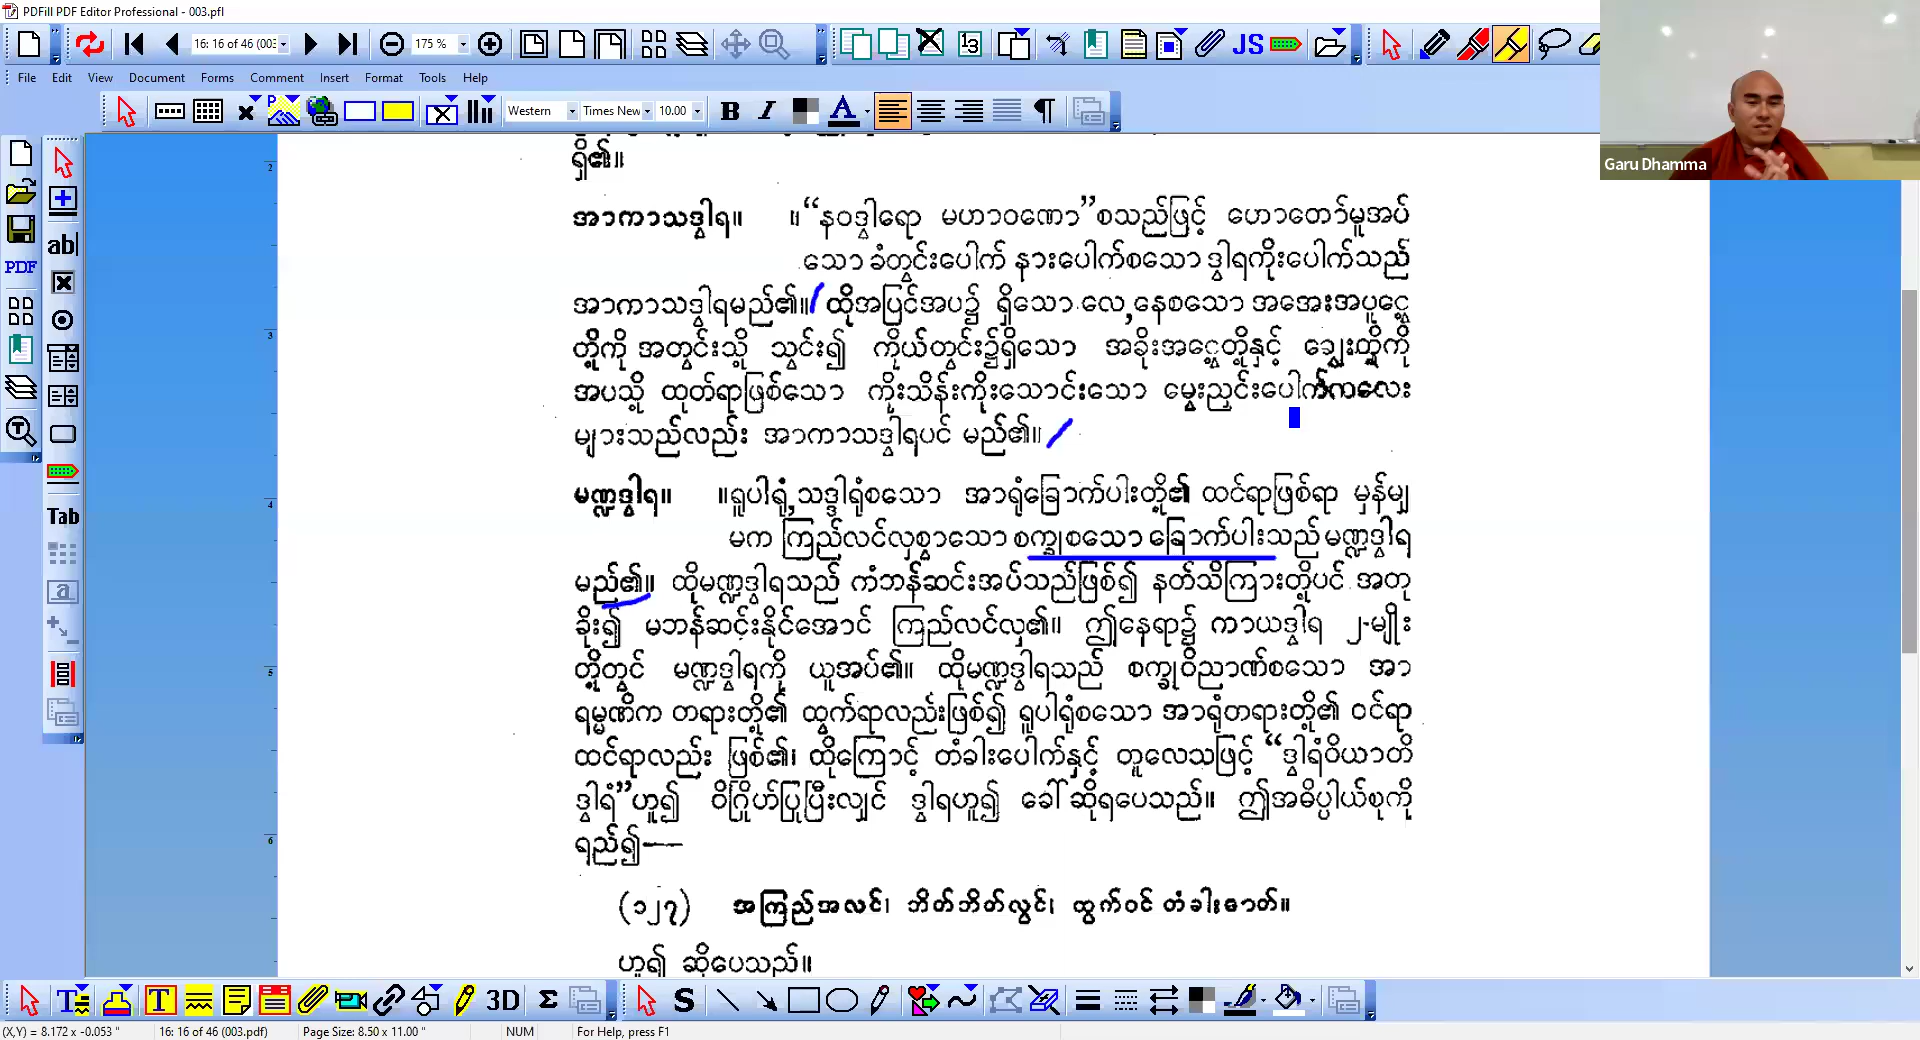 PDFill PDF Editor Professional - 003.pfl
16: 16 of 46 (003
175 %
JS
File Edit View Document Forms Comment Insert Format Tools Help
Western Times New 10.00
Garu Dhamma
ရှိ၏။
အာကာသဒွါရ။ ။“နဝဒွါရော မဟာဝဏော”စသည်ဖြင့် ဟောတော်မူအပ်
သော ခံတွင်းပေါက် နားပေါက်စသော ဒွါရကိုးပေါက်သည်
အာကာသဒွါရမည်၏။ ထိုအပြင်အပ၌ ရှိသော လေ,နေစသော အအေးအပူငွေ့
တို့ကို အတွင်းသို့ သွင်း၍ ကိုယ်တွင်း၌ရှိသော အခိုးအငွေ့တို့နှင့် ချွေးတို့ကို
အပသို့ ထုတ်ရာဖြစ်သော ကိုးသိန်းကိုးသောင်းသော မွေးညှင်းပေါက်ကလေး
များသည်လည်း အာကာသဒွါရပင် မည်၏။
မဏ္ဍဒွါရ။ ။ရူပါရုံ,သဒ္ဒါရုံစသော အာရုံခြောက်ပါးတို့၏ ထင်ရာဖြစ်ရာ မှန်မျှ
မက ကြည်လင်လှစွာသော စက္ခုစသော ခြောက်ပါးသည် မဏ္ဍဒွါရ
မည်၏။ ထိုမဏ္ဍဒွါရသည် ကံဘန်ဆင်းအပ်သည်ဖြစ်၍ နတ်သိကြားတို့ပင် အတု
ခိုး၍ မဘန်ဆင်းနိုင်အောင် ကြည်လင်လှ၏။ ဤနေရာ၌ ကာယဒွါရ ၂-မျိုး
တို့တွင် မဏ္ဍဒွါရကို ယူအပ်၏။ ထိုမဏ္ဍဒွါရသည် စက္ခုဝိညာဏ်စသော အာ
ရမ္မဏိက တရားတို့၏ ထွက်ရာလည်းဖြစ်၍ ရူပါရုံစသော အာရုံတရားတို့၏ ဝင်ရာ
ထင်ရာလည်း ဖြစ်၏၊ ထို့ကြောင့် တံခါးပေါက်နှင့် တူလေသဖြင့် “ဒွါရံဝိယာတိ
ဒွါရံ”ဟူ၍ ဝိဂြိုဟ်ပြုပြီးလျှင် ဒွါရဟူ၍ ခေါ်ဆိုရပေသည်။ ဤအဓိပ္ပါယ်စုကို
ရည်၍—
(၁၂၇) အကြည်အလင်၊ ဘိတ်ဘိတ်လွင်၊ ထွက်ဝင် တံခါးဓာတ်။
ဟူ၍ ဆိုပေသည်။
2
3
4
5
6
PDF
ab
Tab
3D
(X,Y) = 8.172 x -0.053 " 16: 16 of 46 (003.pdf) Page Size: 8.50 x 11.00 " NUM For Help, press F1